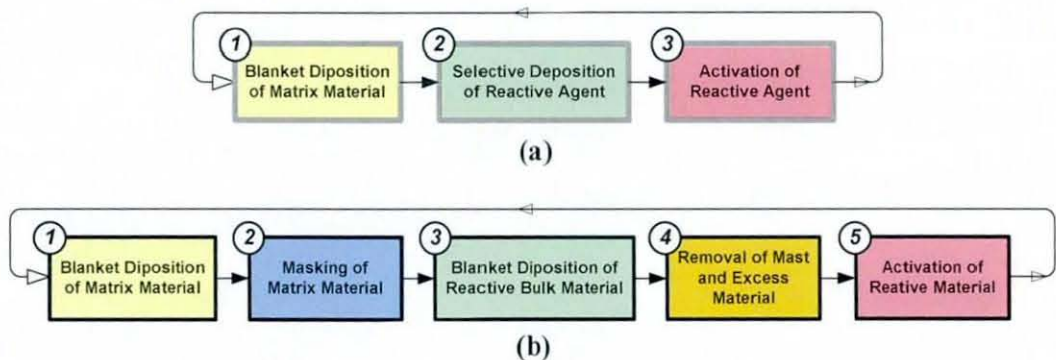 1
Blanket Diposition
of Matrix Material
2
Selective Deposition
of Reactive Agent
3
Activation of
Reactive Agent
(a)
1
Blanket Diposition
of Matrix Material
2
Masking of
Matrix Material
3
Blanket Diposition of
Reactive Bulk Material
4
Removal of Mast
and Excess
Material
5
Activation of
Reative Material
(b)